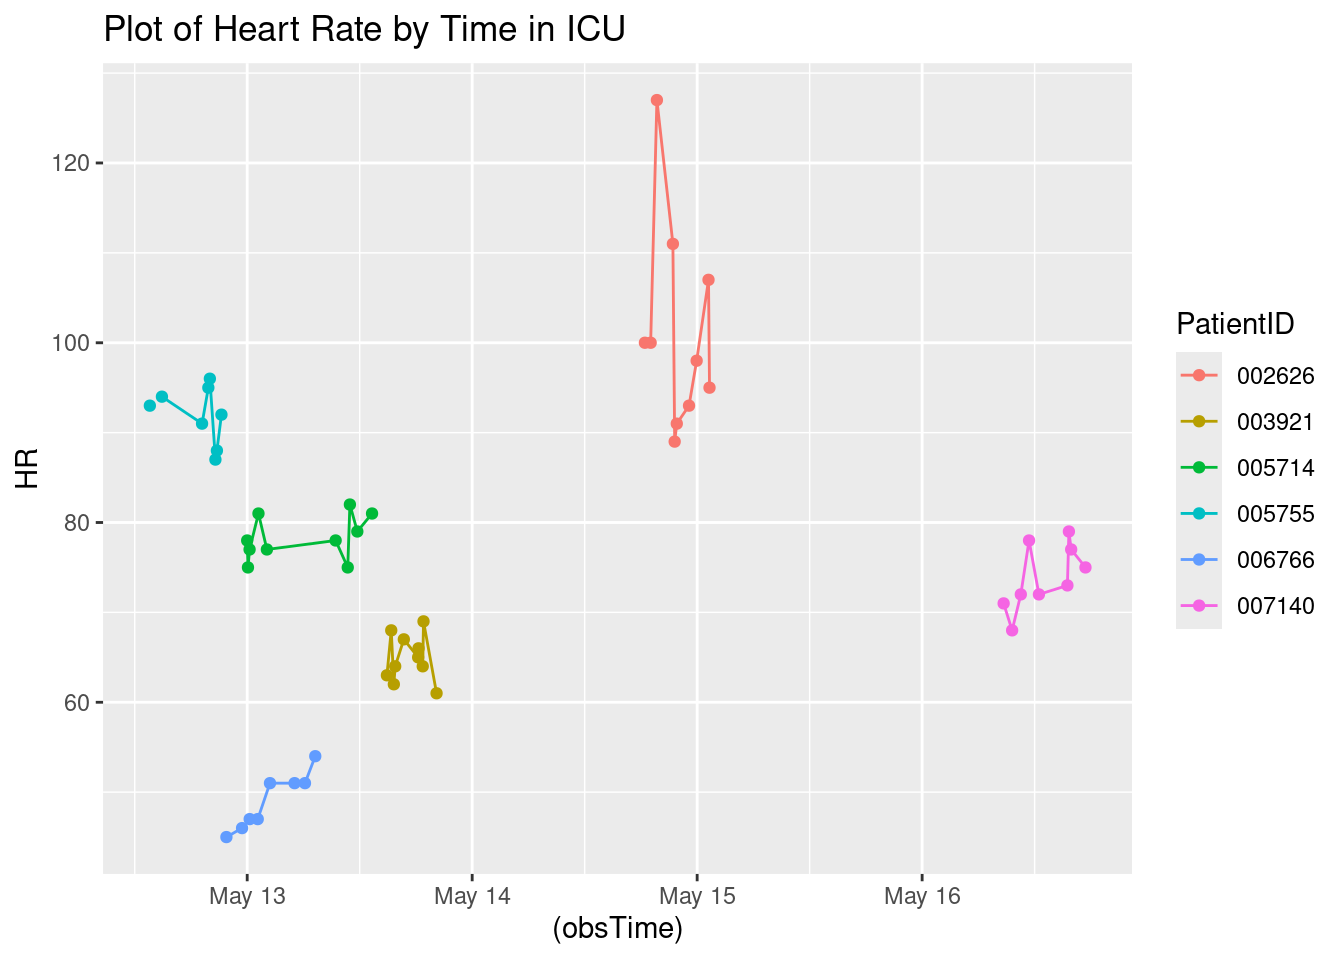 Plot of Heart Rate by Time in ICU
120
100
80
60
HR
May 13
May 14
May 15
May 16
(obsTime)
PatientID
002626
003921
005714
005755
006766
007140